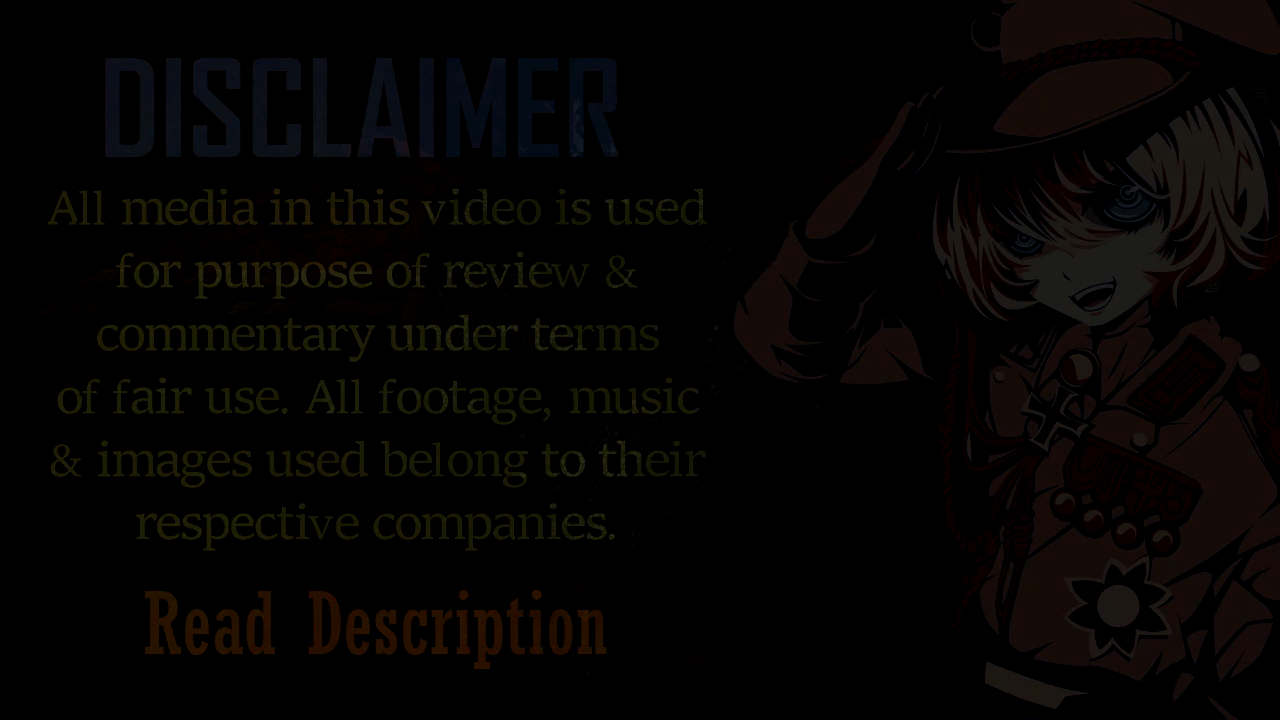 DISCLAIMER
All media in this video is used
for purpose of review &
commentary under terms
of fair use. All footage, music
& images used belong to their
respective companies.
Read Description